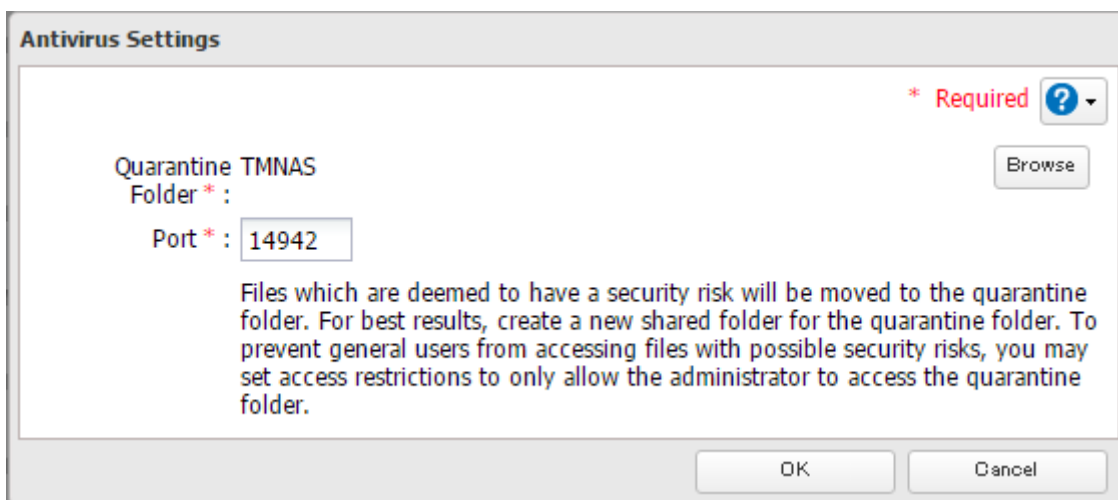 Antivirus Settings
* Required
Quarantine TMNAS Browse
Folder * :
Port * : 14942
Files which are deemed to have a security risk will be moved to the quarantine
folder. For best results, create a new shared folder for the quarantine folder. To
prevent general users from accessing files with possible security risks, you may
set access restrictions to only allow the administrator to access the quarantine
folder.
OK Cancel